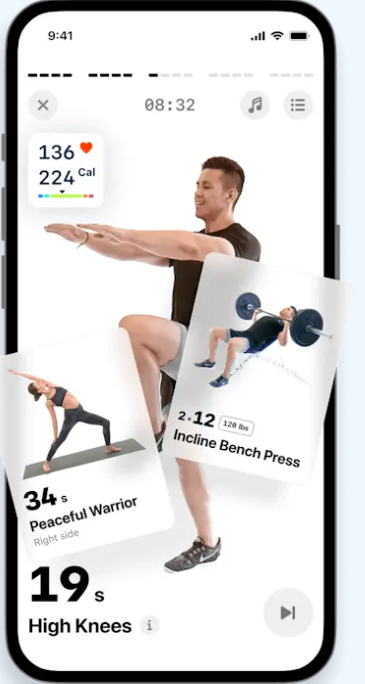 9:41
08:32
136
224 Cal
2×12 120 lbs
Incline Bench Press
34 s
Peaceful Warrior
Right side
19 s
High Knees i